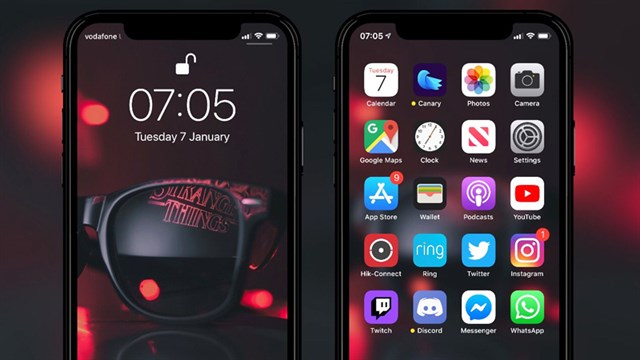 vodafone
07:05
Tuesday 7 January
STRANGER
THINGS
07:05
Tuesday
7
Calendar
Canary
Photos
Camera
G
Google Maps
Clock
News
Settings
9
App Store
Wallet
Podcasts
YouTube
1
Hik-Connect
ring
Ring
Twitter
Instagram
Twitch
Discord
Messenger
WhatsApp